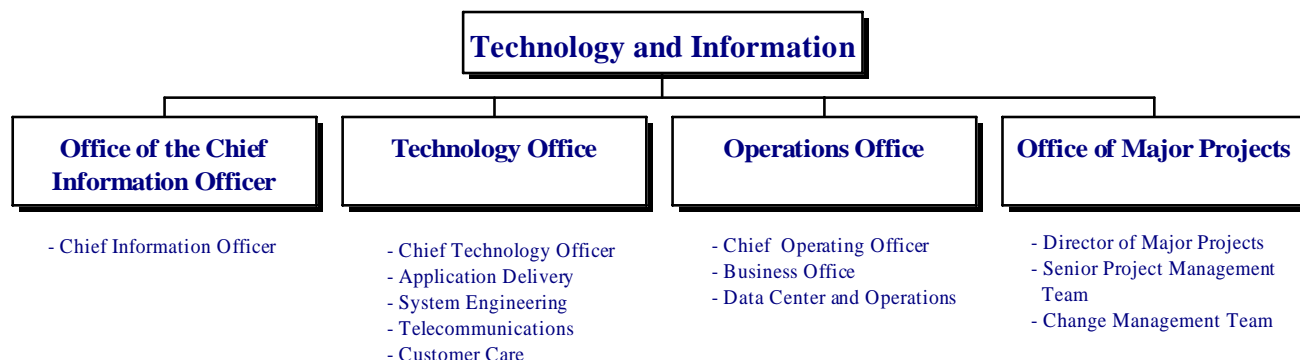 Technology and Information
Office of the Chief
Information Officer
- Chief Information Officer
Technology Office
- Chief Technology Officer
- Application Delivery
- System Engineering
- Telecommunications
- Customer Care
Operations Office
- Chief Operating Officer
- Business Office
- Data Center and Operations
Office of Major Projects
- Director of Major Projects
- Senior Project Management
Team
- Change Management Team